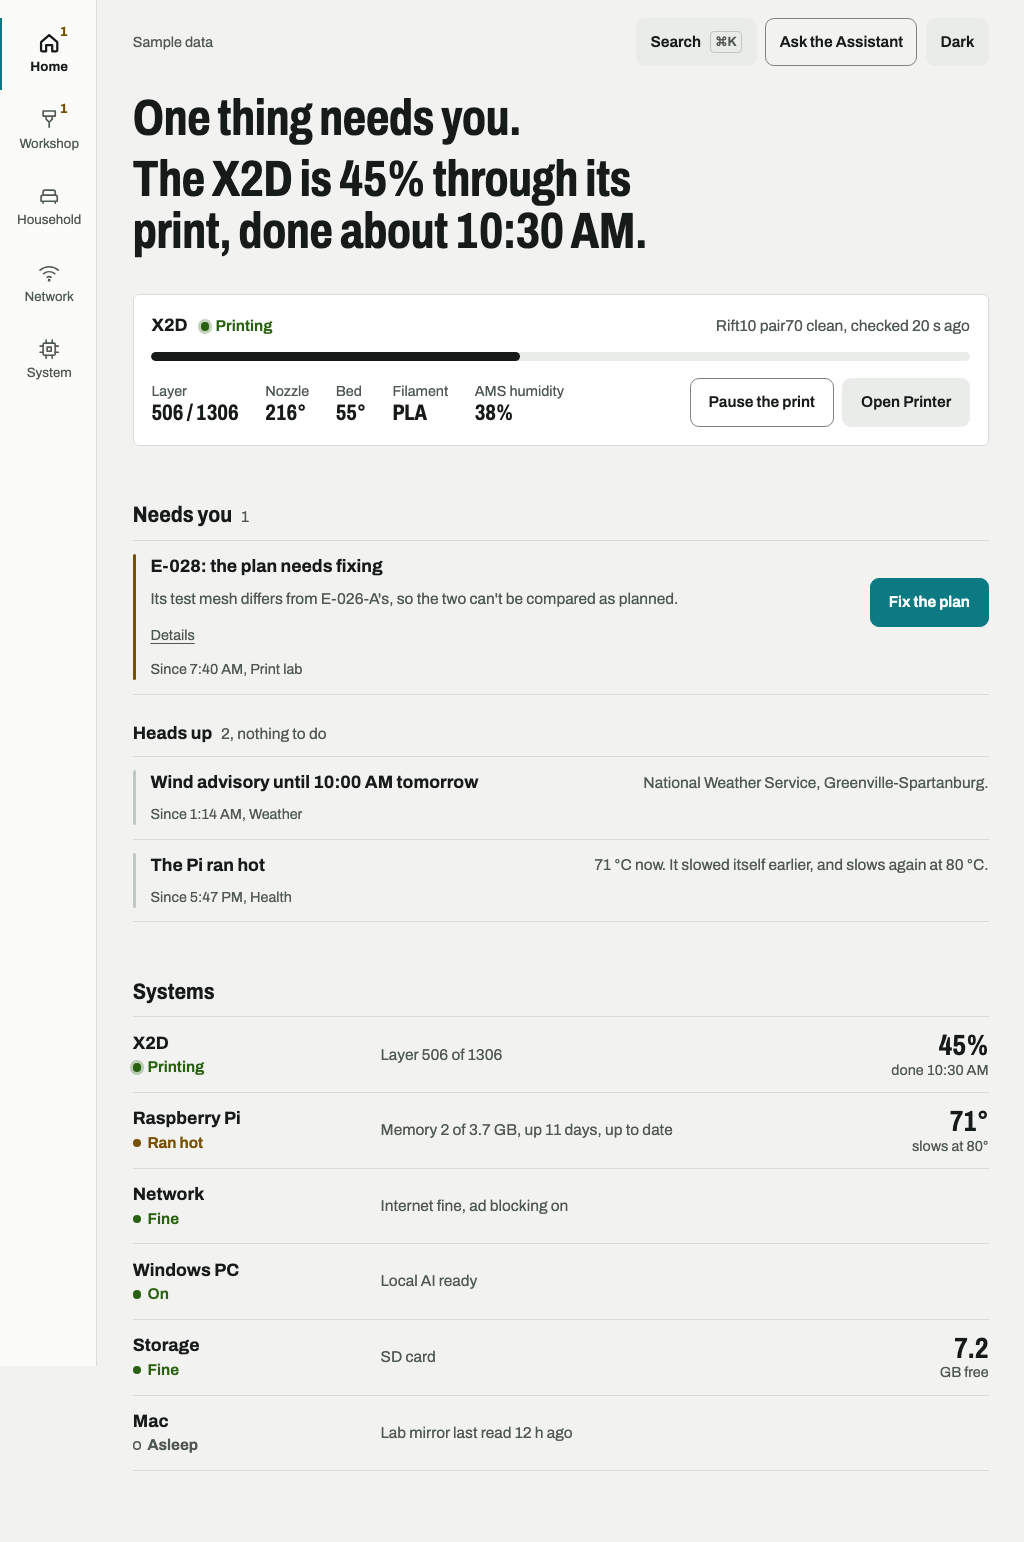 1
Home
1
Workshop
Household
Network
System
Sample data
Search ⌘K
Ask the Assistant
Dark
One thing needs you.
The X2D is 45% through its
print, done about 10:30 AM.
X2D Printing
Rift10 pair70 clean, checked 20 s ago
Layer
506 / 1306
Nozzle
216°
Bed
55°
Filament
PLA
AMS humidity
38%
Pause the print
Open Printer
Needs you 1
E-028: the plan needs fixing
Its test mesh differs from E-026-A's, so the two can't be compared as planned.
Details
Since 7:40 AM, Print lab
Fix the plan
Heads up 2, nothing to do
Wind advisory until 10:00 AM tomorrow
National Weather Service, Greenville-Spartanburg.
Since 1:14 AM, Weather
The Pi ran hot
71 °C now. It slowed itself earlier, and slows again at 80 °C.
Since 5:47 PM, Health
Systems
X2D
Printing
Layer 506 of 1306
45%
done 10:30 AM
Raspberry Pi
Ran hot
Memory 2 of 3.7 GB, up 11 days, up to date
71°
slows at 80°
Network
Fine
Internet fine, ad blocking on
Windows PC
On
Local AI ready
Storage
Fine
SD card
7.2
GB free
Mac
Asleep
Lab mirror last read 12 h ago